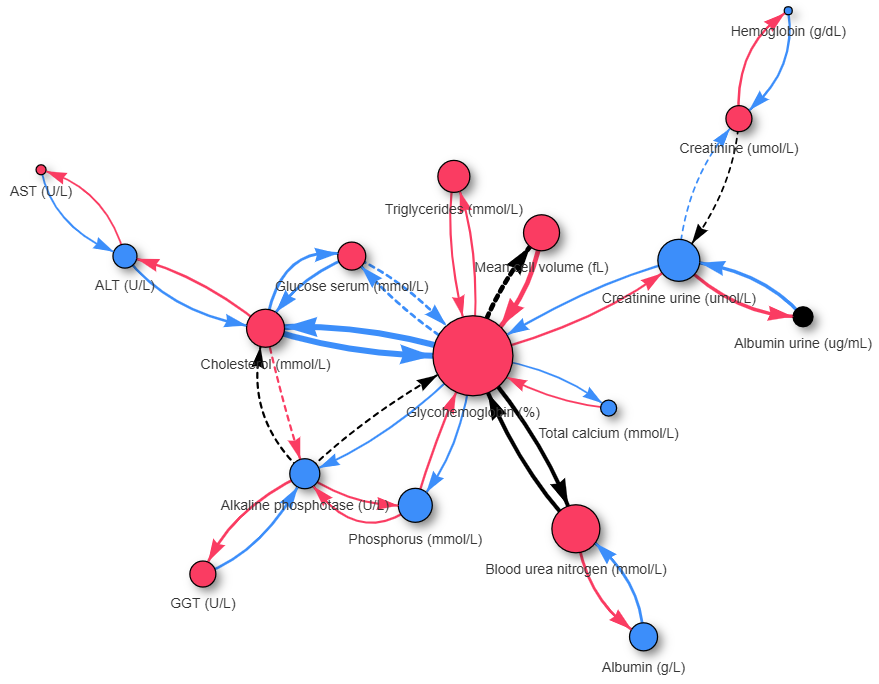 Hemoglobin (g/dL)
Creatinine (umol/L)
AST (U/L)
Triglycerides (mmol/L)
Mean cell volume (fL)
ALT (U/L)
Glucose serum (mmol/L)
Creatinine urine (umol/L)
Albumin urine (ug/mL)
Cholesterol (mmol/L)
Glycohemoglobin (%)
Total calcium (mmol/L)
Alkaline phosphotase (U/L)
Phosphorus (mmol/L)
Blood urea nitrogen (mmol/L)
GGT (U/L)
Albumin (g/L)